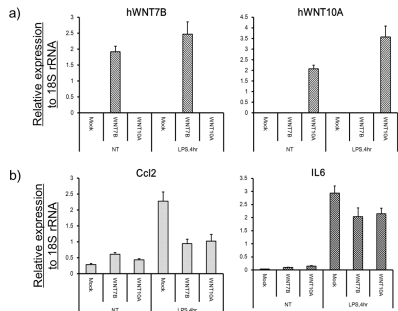 a)
hWNT7B
hWNT10A
Relative expression
to 18S rRNA
3
2.5
2
1.5
1
0.5
0
4.5
4
3.5
3
2.5
2
1.5
1
0.5
0
Mock
WNT7B
WNT10A
Mock
WNT7B
WNT10A
NT
LPS,4hr
Mock
WNT7B
WNT10A
Mock
WNT7B
WNT10A
NT
LPS,4hr
b)
Ccl2
IL6
Relative expression
to 18S rRNA
3
2.5
2
1.5
1
0.5
0
3.5
3
2.5
2
1.5
1
0.5
0
Mock
WNT7B
WNT10A
Mock
WNT7B
WNT10A
NT
LPS,4hr
Mock
WNT7B
WNT10A
Mock
WNT7B
WNT10A
NT
LPS,4hr